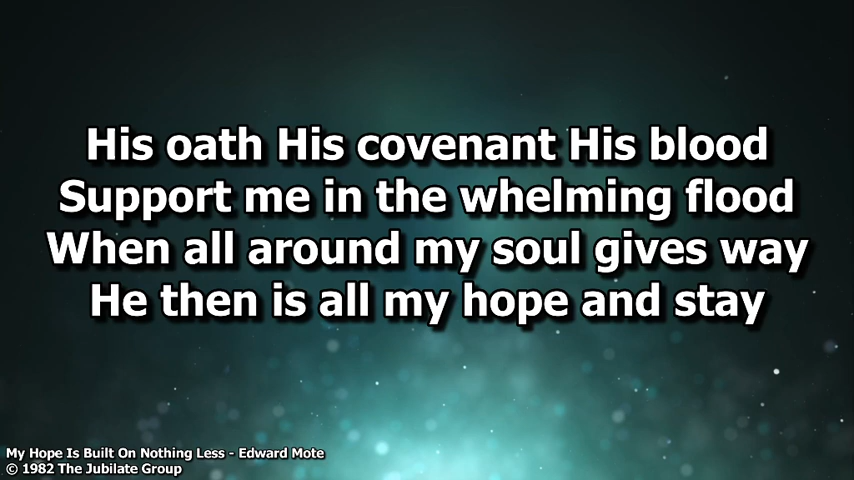 His oath His covenant His blood
Support me in the whelming flood
When all around my soul gives way
He then is all my hope and stay
My Hope Is Built On Nothing Less - Edward Mote
© 1982 The Jubilate Group